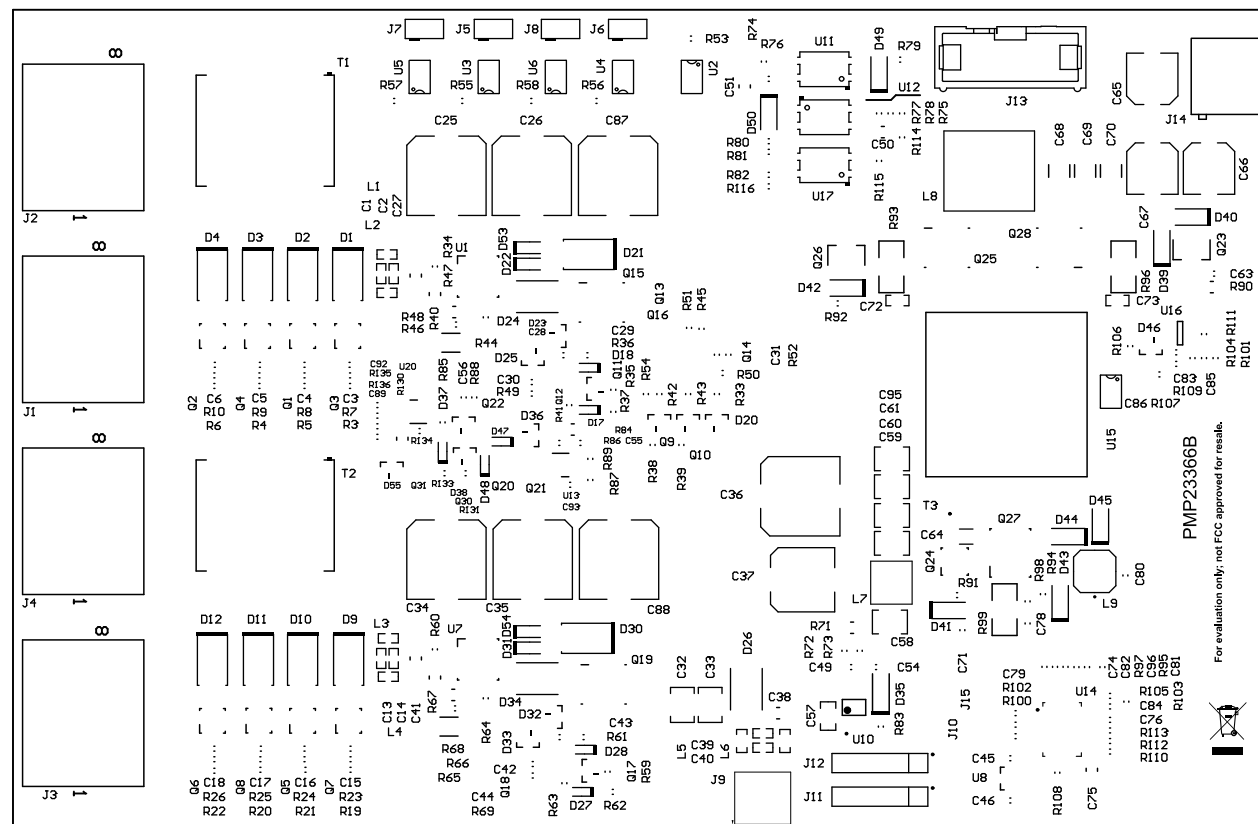 J7
J5
J8
J6
R53
R74
R76
U11
D49
R79
J13
C65
J14
8
J2
1
T1
R57
U5
R55
U3
R58
U6
R56
U4
U2
C51
D50
U12
R77
R78
R75
C25
C26
C87
R80
R81
R82
R116
C50
R114
R115
U17
L8
C68
C69
C70
C66
C67
D40
L1
C1
C2
C27
L2
8
J1
1
D4
D3
D2
D1
R34
R47
U1
D53
D22
D21
Q15
Q13
Q16
R93
Q26
D42
C72
R92
Q28
Q25
R96
D39
C73
Q23
C63
R90
U16
R48
R46
R40
R44
D24
D23
C28
D25
C29
R36
D18
Q11
R35
R54
R51
R45
Q14
R50
C31
R52
R106
D46
R111
R104
R101
C83
R109
R107
C85
C86
U15
C92
R135
R136
C89
U20
R130
R85
C56
R88
C30
R49
D37
Q22
D36
Q12
R41
R37
D17
R42
R43
R33
D20
Q2
C6
R10
R6
Q4
C5
R9
R4
Q1
C4
R8
R5
Q3
C3
R7
R3
R134
D47
R84
R86
C55
Q9
Q10
C95
C61
C60
C59
T2
D55
Q31
R133
D38
Q30
R131
D48
Q20
Q21
U13
C93
R89
R87
R38
R39
C36
8
J4
1
T3
C64
Q24
Q27
D44
D45
PMP23366B
For evaluation only; not FCC approved for resale.
C34
C35
C88
C37
L7
R91
D41
R99
R98
R94
D43
C78
C80
L9
8
J3
1
D12
D11
D10
D9
L3
R60
U7
D54
D31
D30
Q19
R71
R72
R73
C49
C58
C54
C71
C32
C33
D26
C38
C57
U10
D35
R83
J10
J15
C79
R102
R100
U14
C74
C82
R97
C96
R95
C81
R105
C84
C76
R113
R112
R110
R103
C13
C14
C41
L4
R67
R68
R66
R65
R64
D34
D32
D33
C42
Q18
C44
R69
C43
R61
D28
Q17
R59
R63
D27
R62
L5
C39
C40
L6
J9
J12
J11
C45
U8
C46
R108
C75
Q6
C18
R26
R22
Q8
C17
R25
R20
Q5
C16
R24
R21
Q7
C15
R23
R19